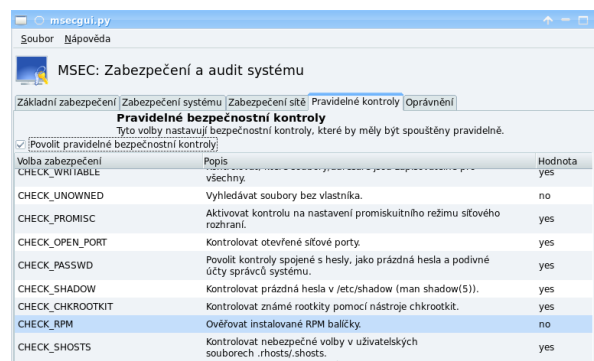 msecgui.py
Soubor Nápověda
MSEC: Zabezpečení a audit systému
Základní zabezpečení Zabezpečení systému Zabezpečení sítě Pravidelné kontroly Oprávnění
Pravidelné bezpečnostní kontroly
Tyto volby nastavují bezpečnostní kontroly, které by měly být spouštěny pravidelně.
Povolit pravidelné bezpečnostní kontroly
Volba zabezpečení Popis Hodnota
CHECK_WRITABLE yes
všechny.
CHECK_UNOWNED Vyhledávat soubory bez vlastníka. no
CHECK_PROMISC Aktivovat kontrolu na nastavení promiskuitního režimu síťového yes
rozhraní.
CHECK_OPEN_PORT Kontrolovat otevřené síťové porty. yes
CHECK_PASSWD Povolit kontroly spojené s hesly, jako prázdná hesla a podivné yes
účty správců systému.
CHECK_SHADOW Kontrolovat prázdná hesla v /etc/shadow (man shadow(5)). yes
CHECK_CHKROOTKIT Kontrolovat známé rootkity pomocí nástroje chkrootkit. yes
CHECK_RPM Ověřovat instalované RPM balíčky. no
CHECK_SHOSTS Kontrolovat nebezpečné volby v uživatelských yes
souborech .rhosts/.shosts.